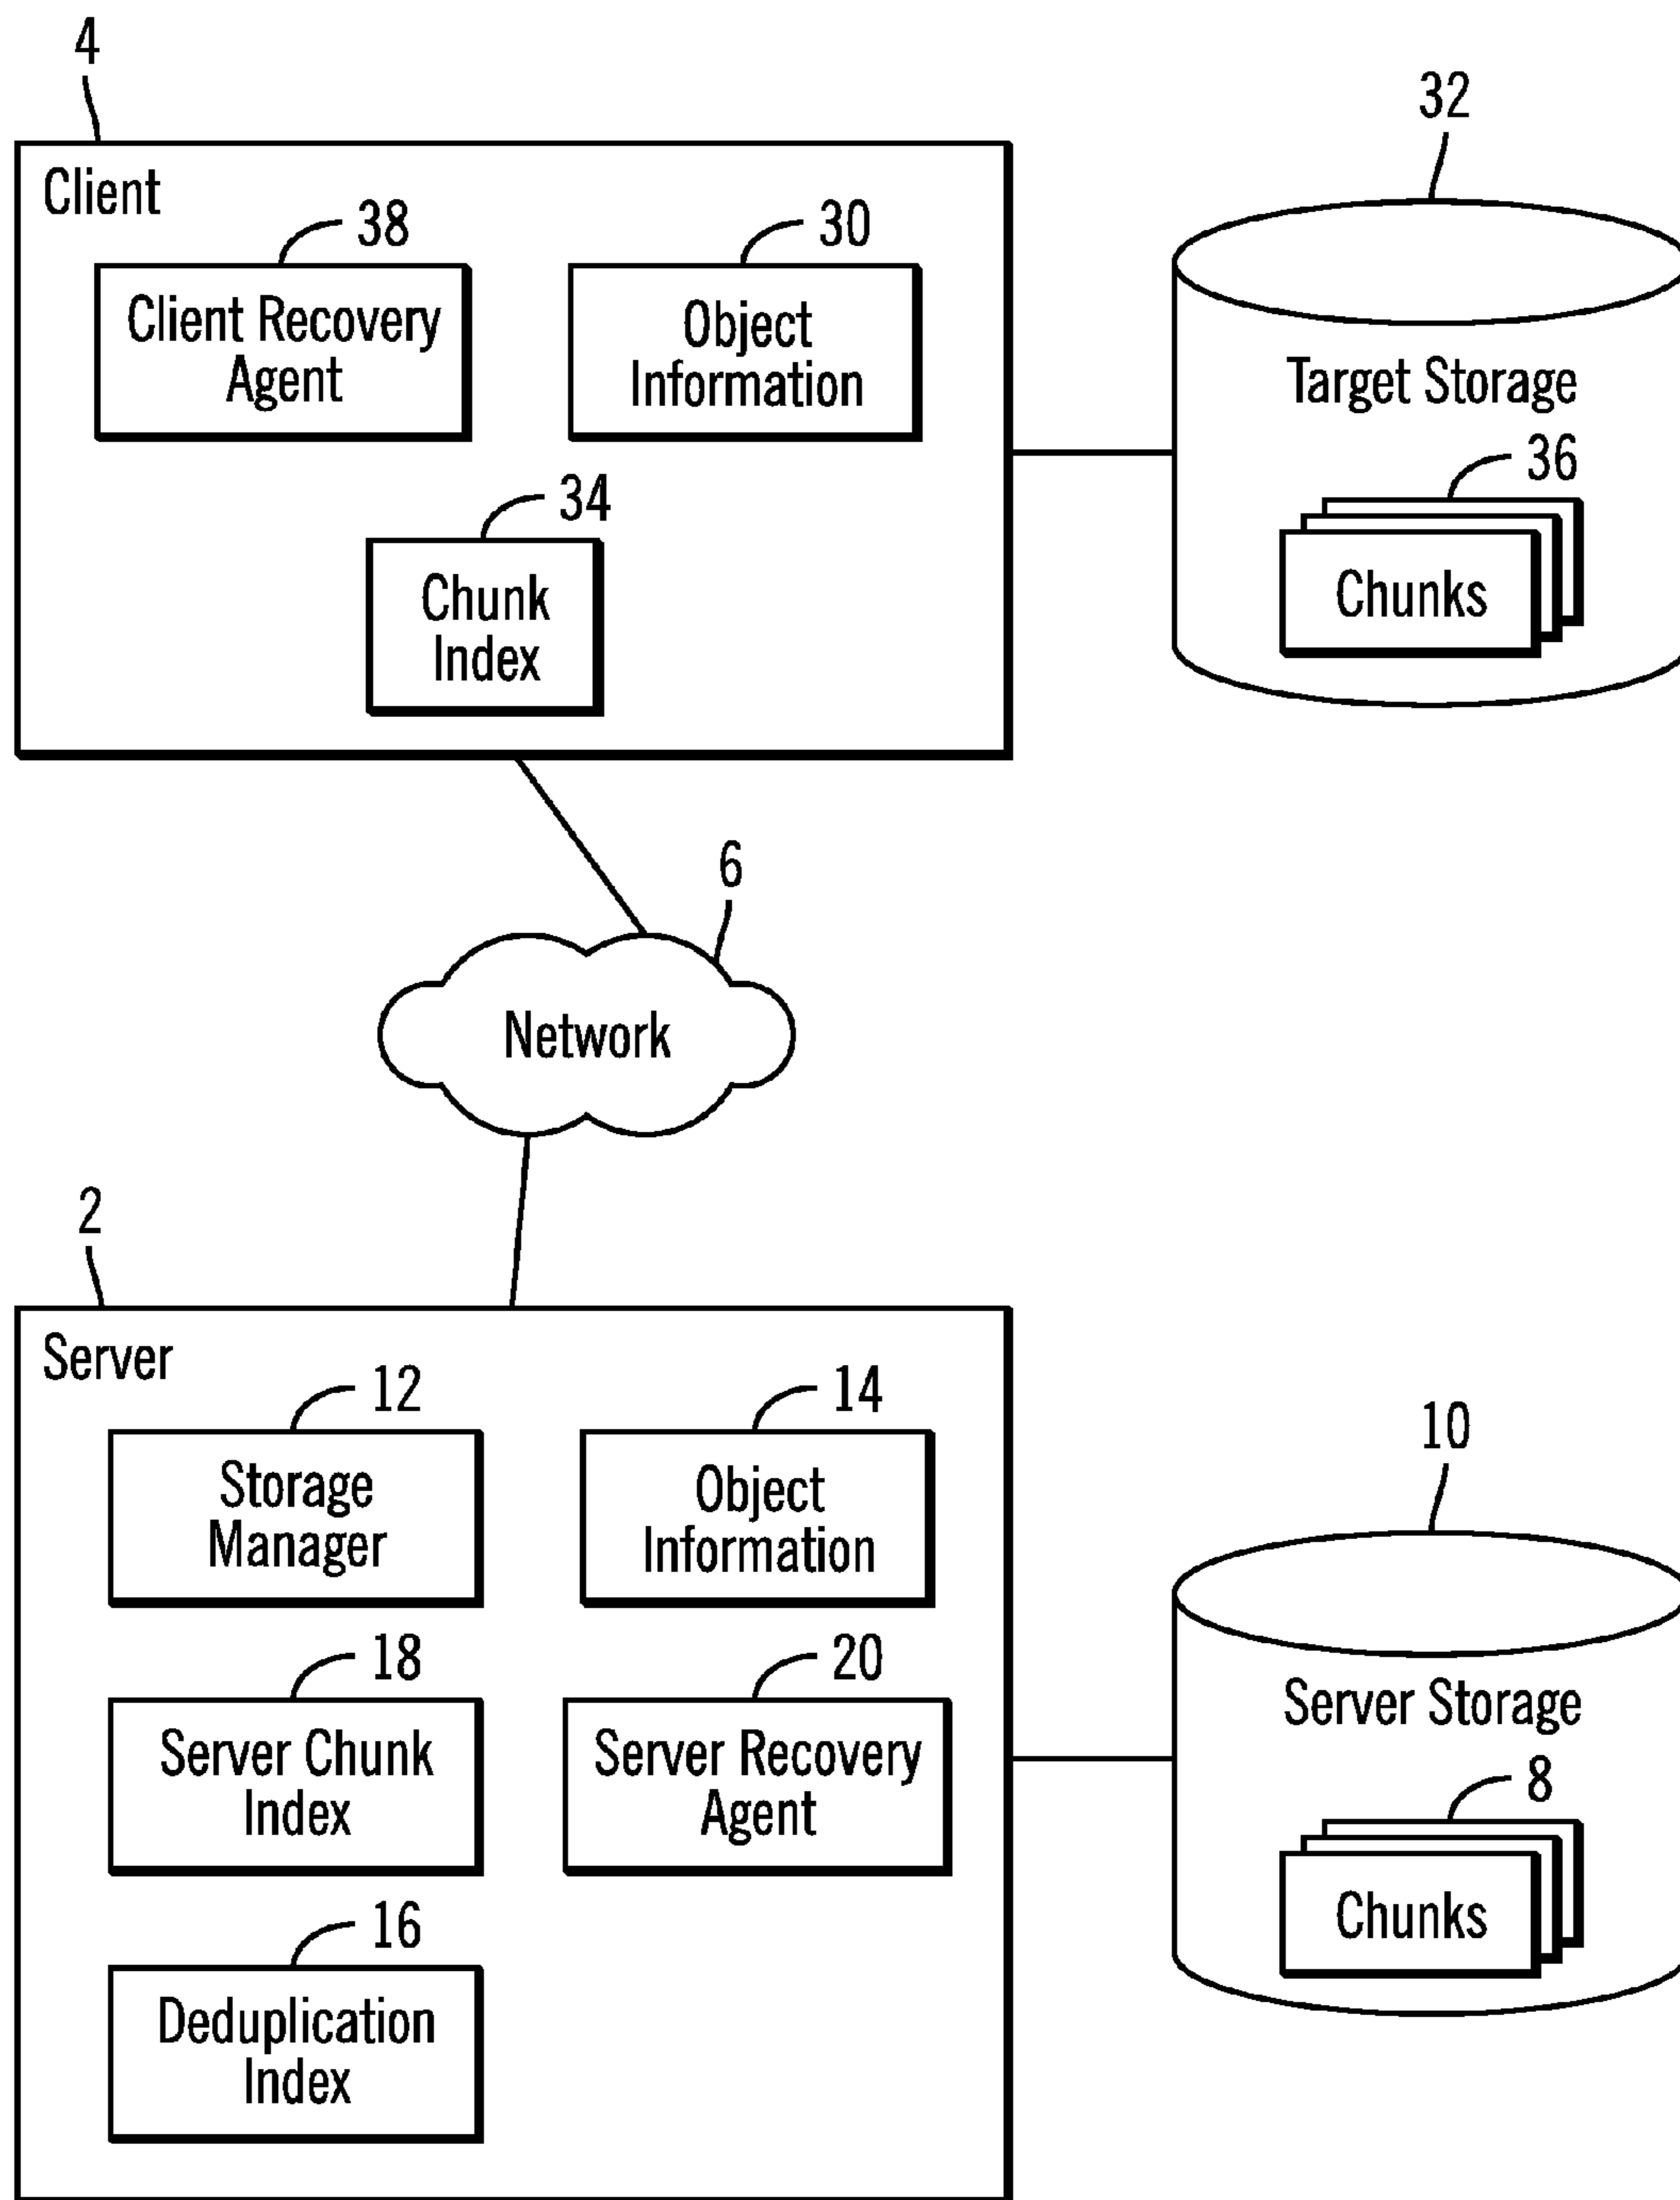 4
32
Client
38
30
Client Recovery
Agent
Object
Information
Target Storage
34
36
Chunk
Index
Chunks
6
Network
2
Server
12
14
10
Storage
Manager
Object
Information
18
20
Server Chunk
Index
Server Recovery
Agent
Server Storage
8
Chunks
16
Deduplication
Index